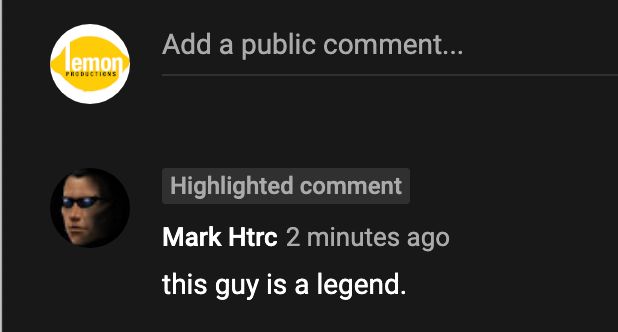 Add a public comment...
lemon
PRODUCTIONS
Highlighted comment
Mark Htrc 2 minutes ago
this guy is a legend.